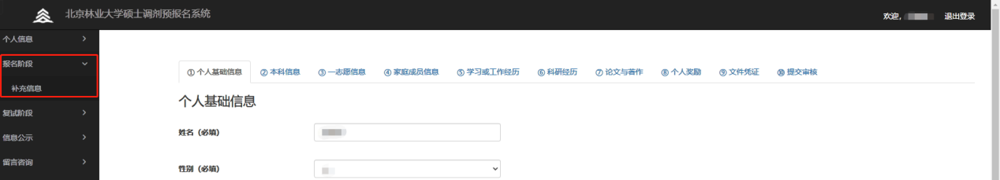 北京林业大学硕士调剂预报名系统
欢迎,
退出登录
个人信息
报名阶段
补充信息
复试阶段
信息公示
留言咨询
① 个人基础信息 ② 本科信息 ③ 一志愿信息 ④ 家庭成员信息 ⑤ 学习或工作经历 ⑥ 科研经历 ⑦ 论文与著作 ⑧ 个人奖励 ⑨ 文件凭证 ⑩ 提交审核
个人基础信息
姓名（必填）
性别（必填）